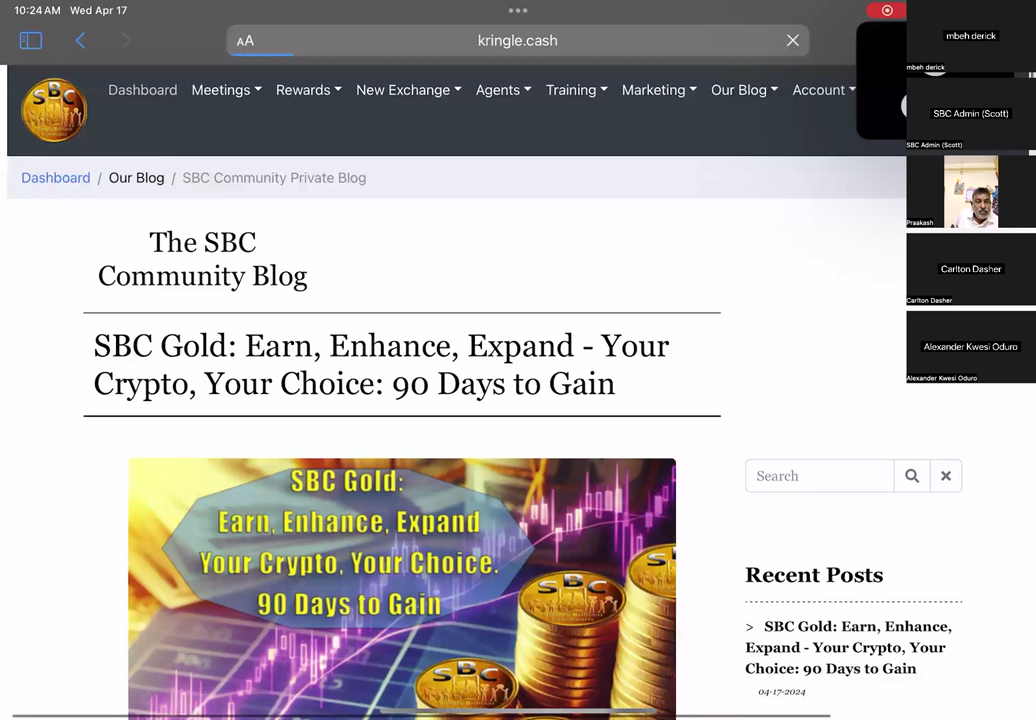 10:24 AM Wed Apr 17
AA
kringle.cash
SBC
Dashboard Meetings Rewards New Exchange Agents Training Marketing Our Blog Account
Dashboard / Our Blog / SBC Community Private Blog
The SBC
Community Blog
SBC Gold: Earn, Enhance, Expand - Your
Crypto, Your Choice: 90 Days to Gain
SBC Gold:
Earn, Enhance, Expand
Your Crypto, Your Choice.
90 Days to Gain
SBC
SBC
SBC
Search
Recent Posts
> SBC Gold: Earn, Enhance,
Expand - Your Crypto, Your
Choice: 90 Days to Gain
04-17-2024
mbeh derick
mbeh derick
SBC Admin (Scott)
SBC Admin (Scott)
Praakash
Carlton Dasher
Carlton Dasher
Alexander Kwesi Oduro
Alexander Kwesi Oduro